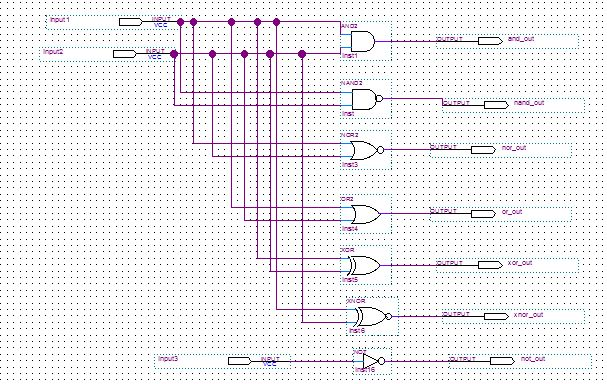 Input1
INPUT
VCC
AND2
inst1
OUTPUT
and_out
Input2
INPUT
VCC
NAND2
inst
OUTPUT
nand_out
NOR2
inst3
OUTPUT
nor_out
OR2
inst4
OUTPUT
or_out
XOR
inst5
OUTPUT
xor_out
XNOR
inst6
OUTPUT
xnor_out
Input3
INPUT
VCC
NOT
inst16
OUTPUT
not_out